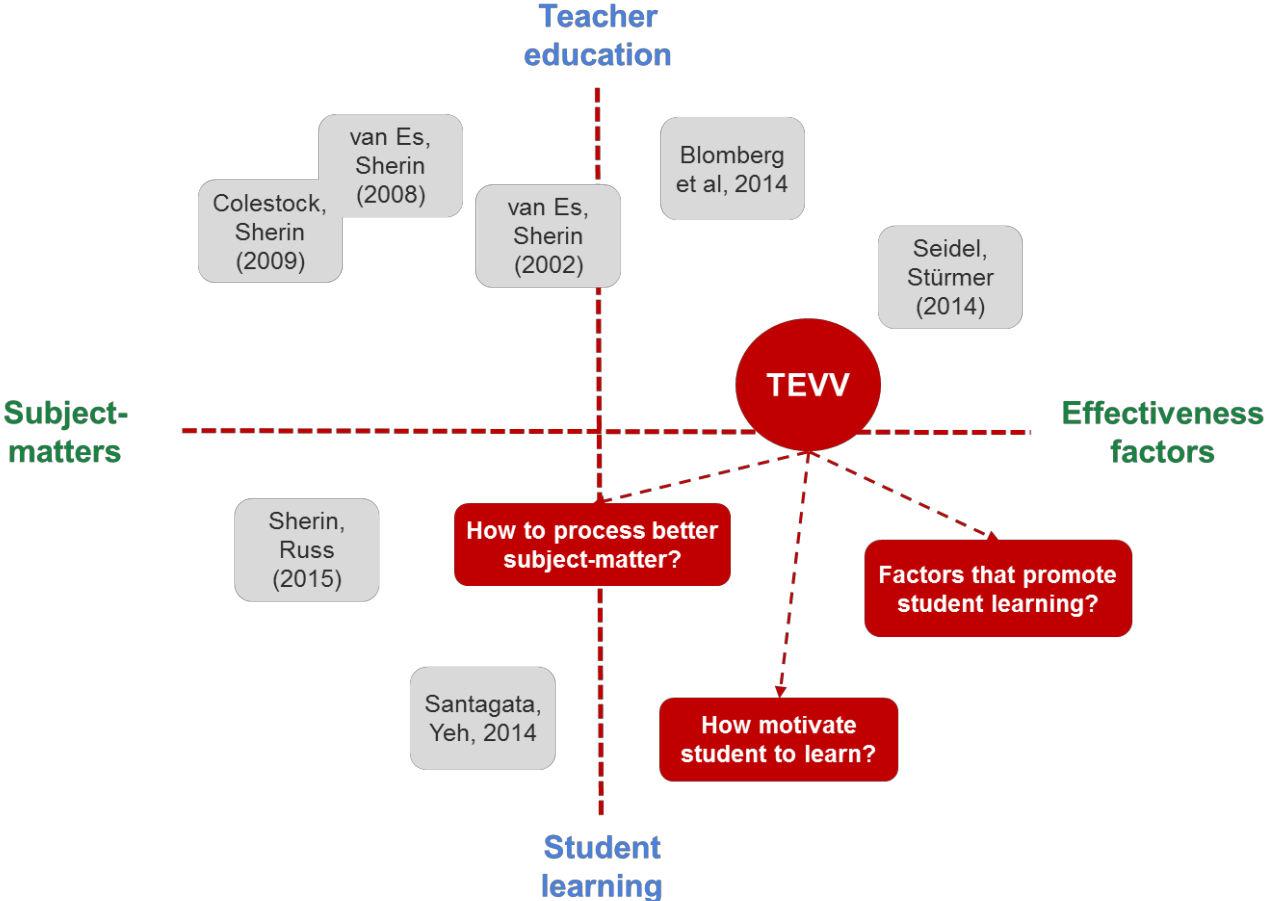 Teacher
education
van Es,
Sherin
(2008)
Blomberg
et al, 2014
Colestock,
Sherin
(2009)
van Es,
Sherin
(2002)
Seidel,
Stürmer
(2014)
TEVV
Subject-
matters
Effectiveness
factors
Sherin,
Russ
(2015)
How to process better
subject-matter?
Factors that promote
student learning?
Santagata,
Yeh, 2014
How motivate
student to learn?
Student
learning